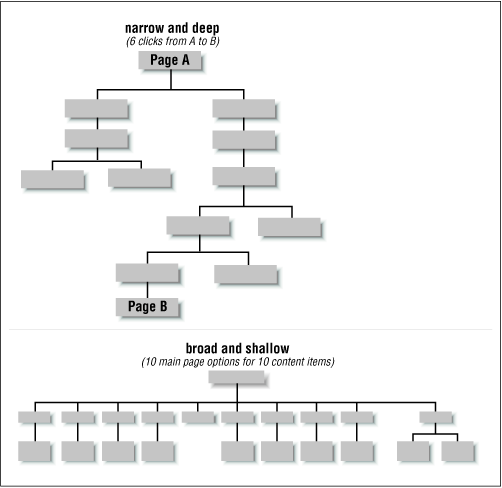 narrow and deep
(6 clicks from A to B)
Page A
Page B
broad and shallow
(10 main page options for 10 content items)